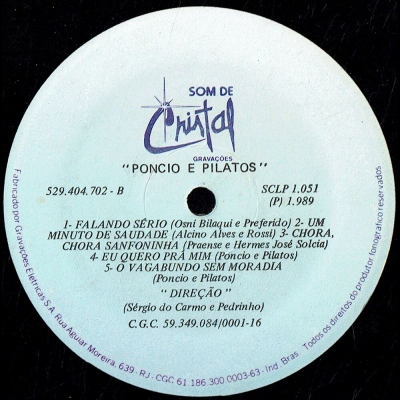 SOM DE
Cristal
GRAVAÇÕES
"PONCIO E PILATOS"
529.404.702 - B
SCLP 1.051
(P) 1.989
1- FALANDO SÉRIO (Osni Bilaqui e Preferido) 2- UM
MINUTO DE SAUDADE (Alcino Alves e Rossi) 3- CHORA,
CHORA SANFONINHA (Praense e Hermes José Solcia)
4- EU QUERO PRÁ MIM (Poncio e Pilatos)
5- O VAGABUNDO SEM MORADIA
(Poncio e Pilatos)
"DIREÇÃO"
(Sérgio do Carmo e Pedrinho)
C.G.C. 59.349.084/0001-16
Fabricado por Gravações Elétricas S.A. Rua Aguiar Moreira, 639 - RJ - CGC 61 186 300 0003-63 - Ind. Bras. Todos os direitos do produtor fonográfico reservados